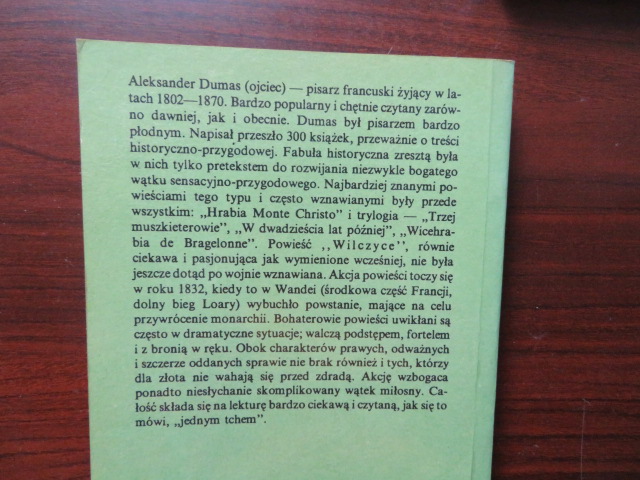 Aleksander Dumas (ojciec) — pisarz francuski żyjący w la-
tach 1802—1870. Bardzo popularny i chętnie czytany zarów-
no dawniej, jak i obecnie. Dumas był pisarzem bardzo
płodnym. Napisał przeszło 300 książek, przeważnie o treści
historyczno-przygodowej. Fabuła historyczna zresztą była
w nich tylko pretekstem do rozwijania niezwykle bogatego
wątku sensacyjno-przygodowego. Najbardziej znanymi po-
wieściami tego typu i często wznawianymi były przede
wszystkim: „Hrabia Monte Christo” i trylogia — „Trzej
muszkieterowie”, „W dwadzieścia lat później”, „Wicehra-
bia de Bragelonne”. Powieść „Wilczyce”, równie
ciekawa i pasjonująca jak wymienione wcześniej, nie była
jeszcze dotąd po wojnie wznawiana. Akcja powieści toczy się
w roku 1832, kiedy to w Wandei (środkowa część Francji,
dolny bieg Loary) wybuchło powstanie, mające na celu
przywrócenie monarchii. Bohaterowie powieści uwikłani są
często w dramatyczne sytuacje; walczą podstępem, fortelem
i z bronią w ręku. Obok charakterów prawych, odważnych
i szczerze oddanych sprawie nie brak również i tych, którzy
dla złota nie wahają się przed zdradą. Akcję wzbogaca
ponadto niesłychanie skomplikowany wątek miłosny. Ca-
łość składa się na lekturę bardzo ciekawą i czytaną, jak się to
mówi, „jednym tchem”.